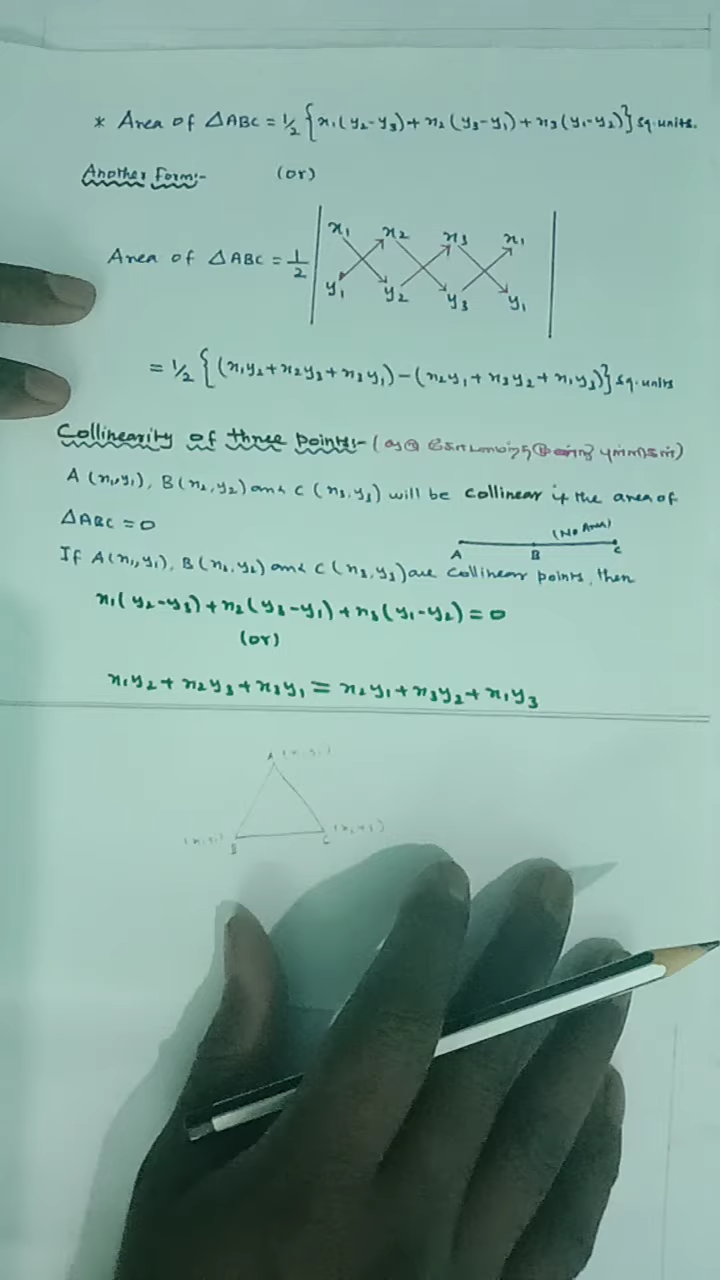 * Area of △ABC = 1/2 {x₁(y₂-y₃)+x₂(y₃-y₁)+x₃(y₁-y₂)} sq.units.
Another Form:- (or)
x₁ x₂ x₃ x₁
Area of △ABC = 1/2
y₁ y₂ y₃ y₁
= 1/2 {(x₁y₂+x₂y₃+x₃y₁)-(x₂y₁+x₃y₂+x₁y₃)} sq.units
Collinearity of three points:- (ஒரு
A(x₁,y₁), B(x₂,y₂) and C(x₃,y₃) will be collinear if the area of
△ABC = 0
(No Area)
A B C
If A(x₁,y₁), B(x₂,y₂) and C(x₃,y₃) are collinear points, then
x₁(y₂-y₃)+x₂(y₃-y₁)+x₃(y₁-y₂)=0
(or)
x₁y₂+x₂y₃+x₃y₁ = x₂y₁+x₃y₂+x₁y₃
A
B C